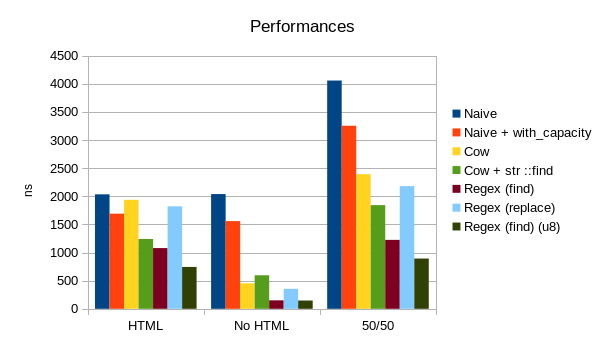 Performances
4500
4000
3500
3000
2500
2000
1500
1000
500
0
ns
HTML
No HTML
50/50
Naive
Naive + with_capacity
Cow
Cow + str ::find
Regex (find)
Regex (replace)
Regex (find) (u8)